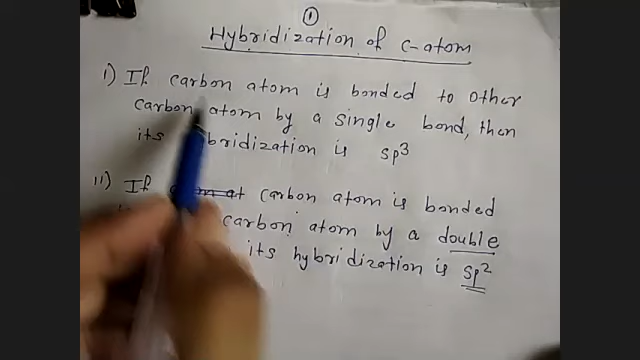 ①
Hybridization of C-atom
i) If carbon atom is bonded to other
carbon atom by a single bond, then
its hybridization is sp³
ii) If carbon atom is bonded
carbon atom by a double
its hybridization is sp²